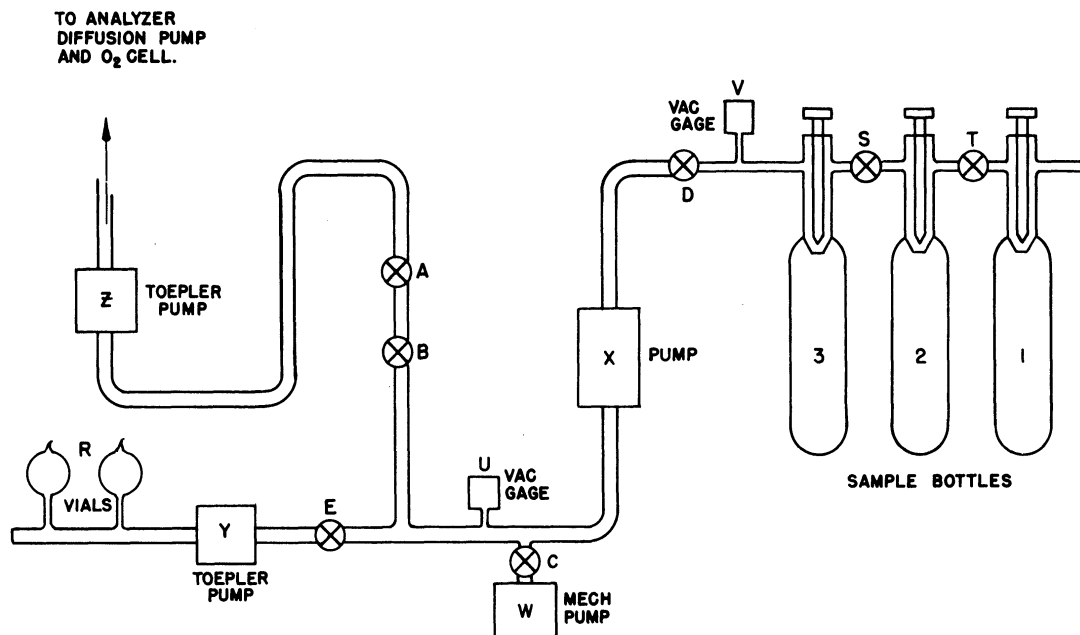 TO ANALYZER
DIFFUSION PUMP
AND O₂ CELL.
V
VAC
GAGE
S
T
D
A
Z
TOEPLER
PUMP
B
X
PUMP
3
2
1
R
VIALS
U
VAC
GAGE
SAMPLE BOTTLES
E
Y
TOEPLER
PUMP
C
W
MECH
PUMP